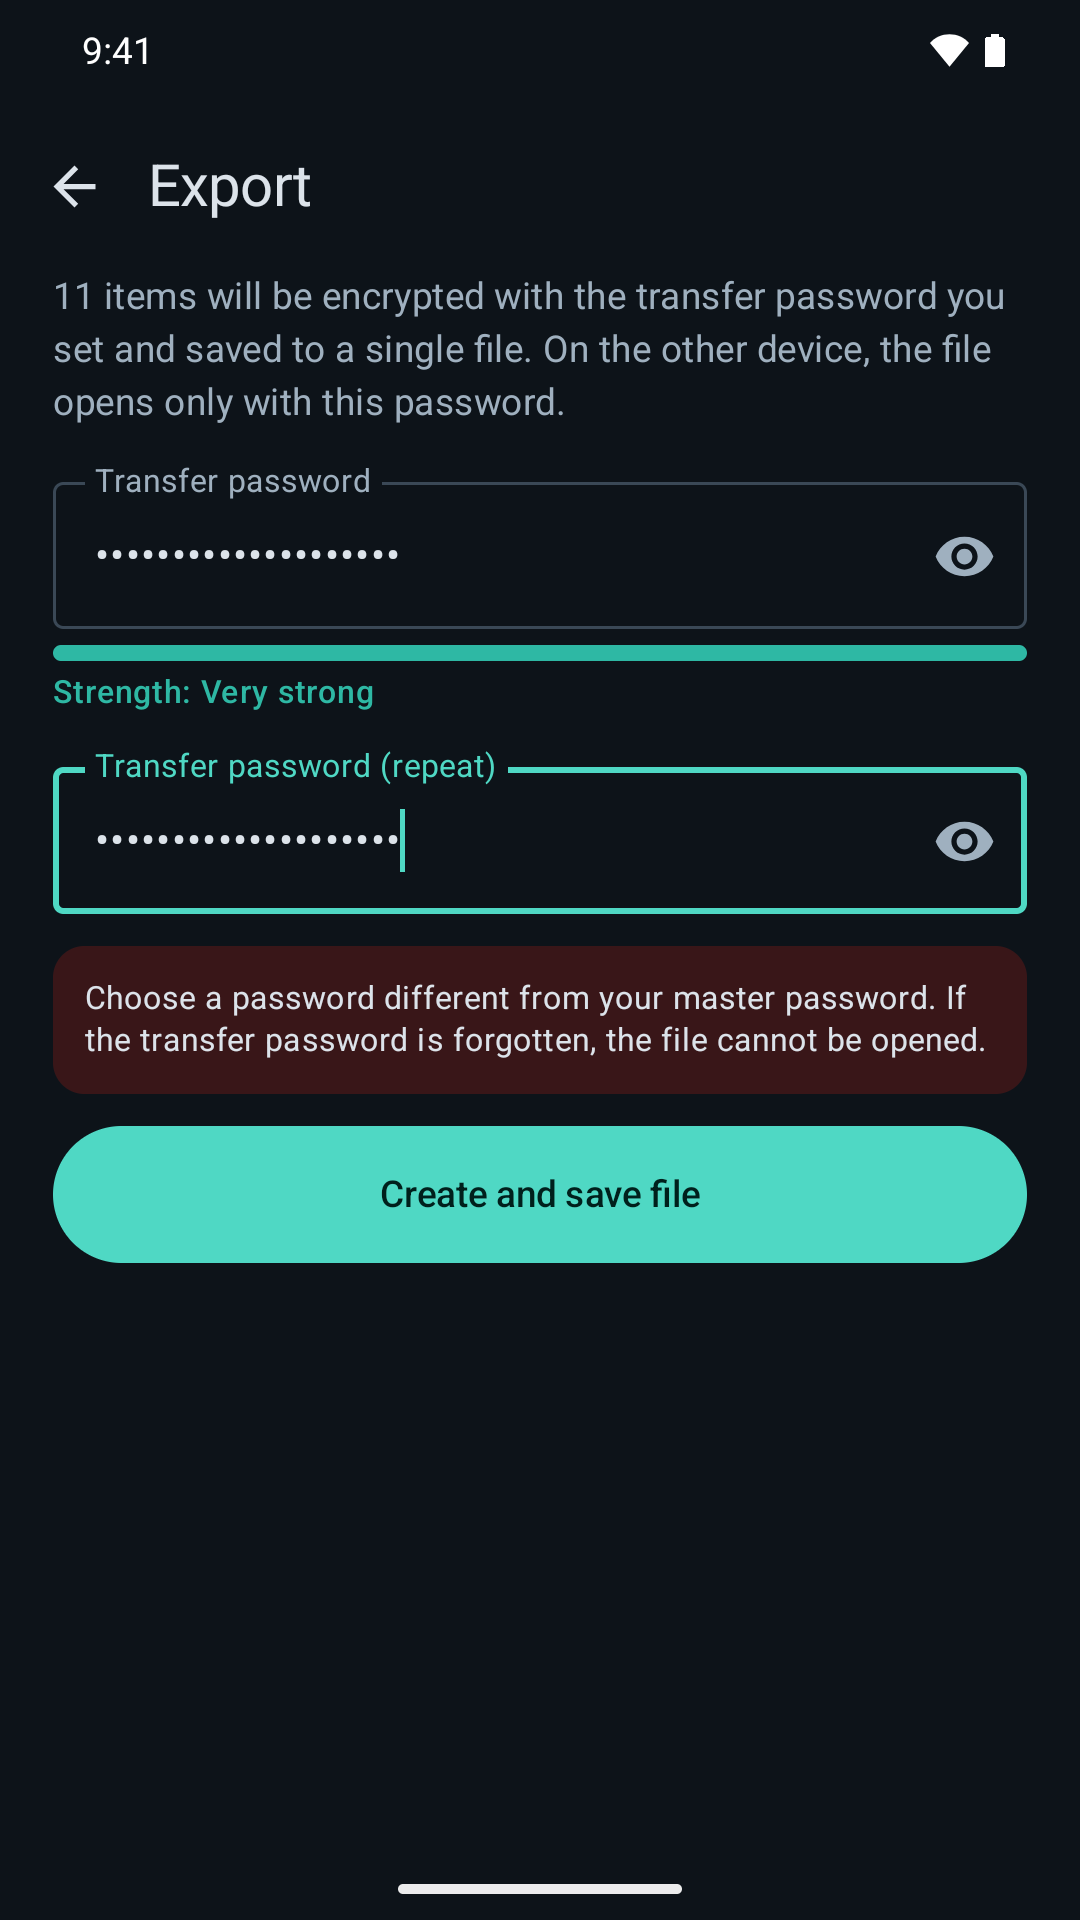 9:41
Export
11 items will be encrypted with the transfer password you
set and saved to a single file. On the other device, the file
opens only with this password.
Transfer password
••••••••••••••••••••
Strength: Very strong
Transfer password (repeat)
••••••••••••••••••••
Choose a password different from your master password. If
the transfer password is forgotten, the file cannot be opened.
Create and save file